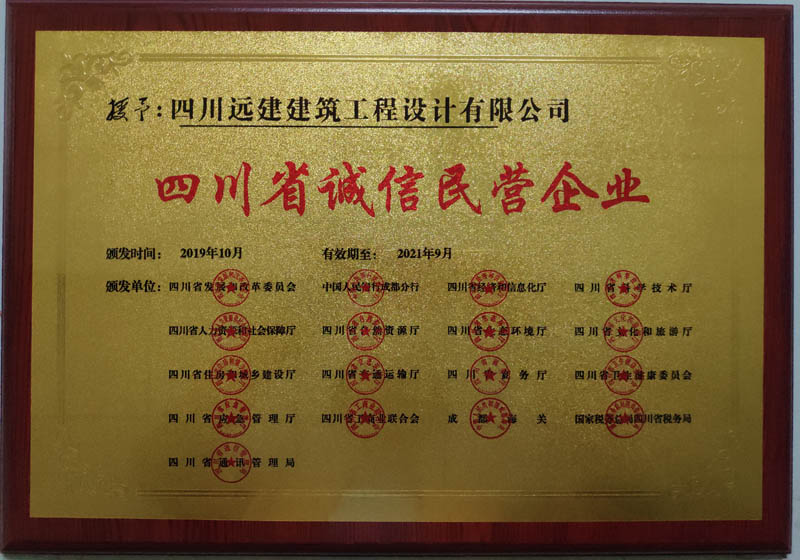 授予：四川远建建筑工程设计有限公司
四川省诚信民营企业
颁发时间： 2019年10月 有效期至： 2021年9月
颁发单位： 四川省发展和改革委员会 中国人民银行成都分行 四川省经济和信息化厅 四川省科学技术厅
四川省人力资源和社会保障厅 四川省自然资源厅 四川省生态环境厅 四川省文化和旅游厅
四川省住房和城乡建设厅 四川省交通运输厅 四川省商务厅 四川省卫生健康委员会
四川省应急管理厅 四川省工商业联合会 成都海关 国家税务总局四川省税务局
四川省通讯管理局